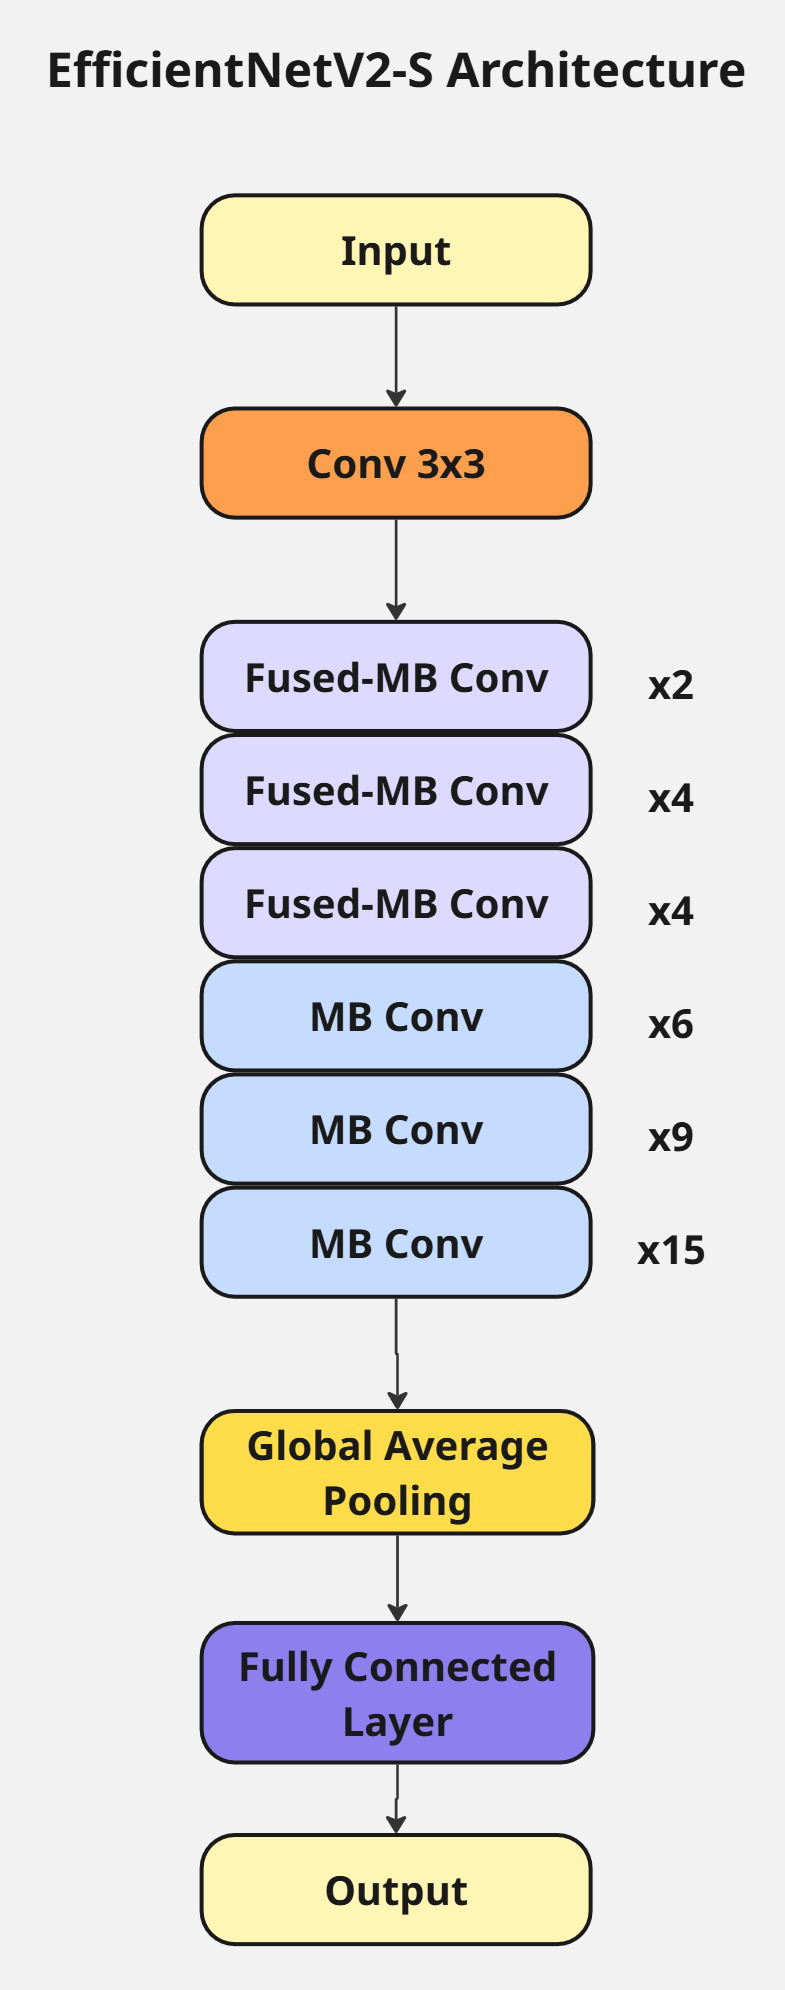 EfficientNetV2-S Architecture
Input
Conv 3x3
Fused-MB Conv x2
Fused-MB Conv x4
Fused-MB Conv x4
MB Conv x6
MB Conv x9
MB Conv x15
Global Average
Pooling
Fully Connected
Layer
Output